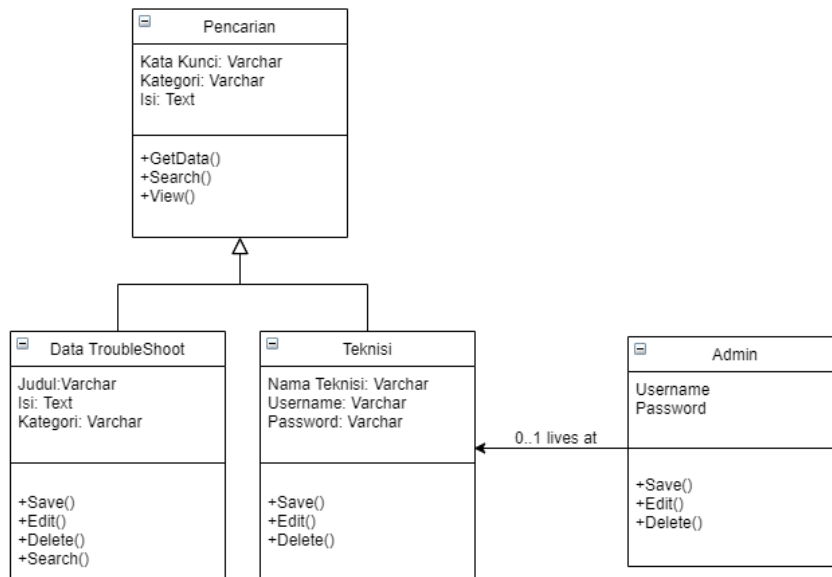 Pencarian
Kata Kunci: Varchar
Kategori: Varchar
Isi: Text
+GetData()
+Search()
+View()
Data TroubleShoot
Judul:Varchar
Isi: Text
Kategori: Varchar
+Save()
+Edit()
+Delete()
+Search()
Teknisi
Nama Teknisi: Varchar
Username: Varchar
Password: Varchar
+Save()
+Edit()
+Delete()
0..1 lives at
Admin
Username
Password
+Save()
+Edit()
+Delete()